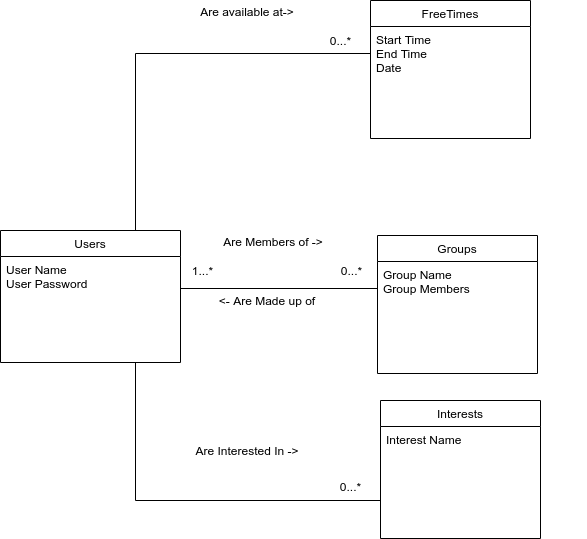 Are available at->
FreeTimes
0...*
Start Time
End Time
Date
Users
User Name
User Password
Are Members of ->
1...*
0...*
<- Are Made up of
Groups
Group Name
Group Members
Interests
Interest Name
Are Interested In ->
0...*